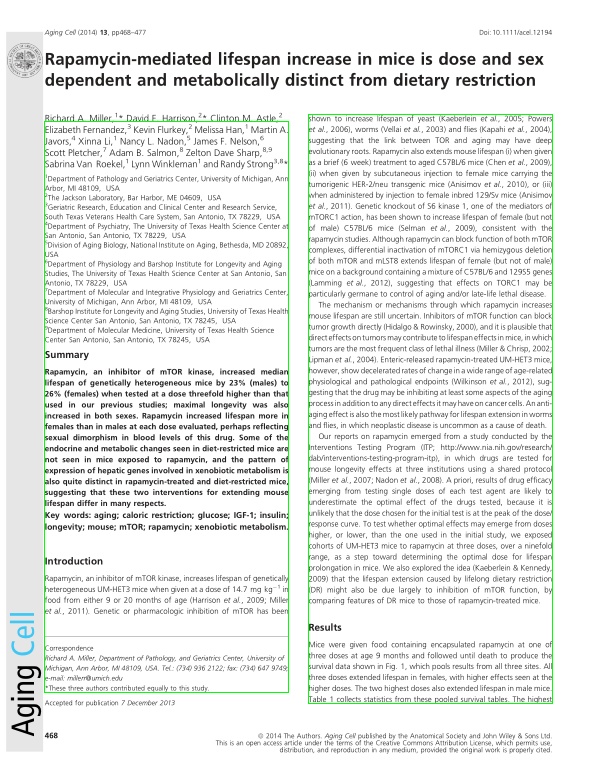 Aging Cell (2014) 13, pp468–477
Doi: 10.1111/acel.12194
Rapamycin-mediated lifespan increase in mice is dose and sex
dependent and metabolically distinct from dietary restriction
Richard A. Miller,¹* David E. Harrison,²* Clinton M. Astle,²
Elizabeth Fernandez,³ Kevin Flurkey,² Melissa Han,¹ Martin A.
Javors,⁴ Xinna Li,¹ Nancy L. Nadon,⁵ James F. Nelson,⁶
Scott Pletcher,⁷ Adam B. Salmon,⁸ Zelton Dave Sharp,⁸,⁹
Sabrina Van Roekel,¹ Lynn Winkleman¹ and Randy Strong³,⁸*
¹Department of Pathology and Geriatrics Center, University of Michigan, Ann
Arbor, MI 48109, USA
²The Jackson Laboratory, Bar Harbor, ME 04609, USA
³Geriatric Research, Education and Clinical Center and Research Service,
South Texas Veterans Health Care System, San Antonio, TX 78229, USA
⁴Department of Psychiatry, The University of Texas Health Science Center at
San Antonio, San Antonio, TX 78229, USA
⁵Division of Aging Biology, National Institute on Aging, Bethesda, MD 20892,
USA
⁶Department of Physiology and Barshop Institute for Longevity and Aging
Studies, The University of Texas Health Science Center at San Antonio, San
Antonio, TX 78229, USA
⁷Department of Molecular and Integrative Physiology and Geriatrics Center,
University of Michigan, Ann Arbor, MI 48109, USA
⁸Barshop Institute for Longevity and Aging Studies, University of Texas Health
Science Center San Antonio, San Antonio, TX 78245, USA
⁹Department of Molecular Medicine, University of Texas Health Science
Center San Antonio, San Antonio, TX 78245, USA
Summary
Rapamycin, an inhibitor of mTOR kinase, increased median
lifespan of genetically heterogeneous mice by 23% (males) to
26% (females) when tested at a dose threefold higher than that
used in our previous studies; maximal longevity was also
increased in both sexes. Rapamycin increased lifespan more in
females than in males at each dose evaluated, perhaps reflecting
sexual dimorphism in blood levels of this drug. Some of the
endocrine and metabolic changes seen in diet-restricted mice are
not seen in mice exposed to rapamycin, and the pattern of
expression of hepatic genes involved in xenobiotic metabolism is
also quite distinct in rapamycin-treated and diet-restricted mice,
suggesting that these two interventions for extending mouse
lifespan differ in many respects.
Key words: aging; caloric restriction; glucose; IGF-1; insulin;
longevity; mouse; mTOR; rapamycin; xenobiotic metabolism.
Introduction
Rapamycin, an inhibitor of mTOR kinase, increases lifespan of genetically
heterogeneous UM-HET3 mice when given at a dose of 14.7 mg kg⁻¹ in
food from either 9 or 20 months of age (Harrison et al., 2009; Miller
et al., 2011). Genetic or pharmacologic inhibition of mTOR has been
Correspondence
Richard A. Miller, Department of Pathology, and Geriatrics Center, University of
Michigan, Ann Arbor, MI 48109, USA. Tel.: (734) 936 2122; fax: (734) 647 9749;
e-mail: millerr@umich.edu
*These three authors contributed equally to this study.
Accepted for publication 7 December 2013
shown to increase lifespan of yeast (Kaeberlein et al., 2005; Powers
et al., 2006), worms (Vellai et al., 2003) and flies (Kapahi et al., 2004),
suggesting that the link between TOR and aging may have deep
evolutionary roots. Rapamycin also extends mouse lifespan (i) when given
as a brief (6 week) treatment to aged C57BL/6 mice (Chen et al., 2009),
(ii) when given by subcutaneous injection to female mice carrying the
tumorigenic HER-2/neu transgenic mice (Anisimov et al., 2010), or (iii)
when administered by injection to female inbred 129/Sv mice (Anisimov
et al., 2011). Genetic knockout of S6 kinase 1, one of the mediators of
mTORC1 action, has been shown to increase lifespan of female (but not
of male) C57BL/6 mice (Selman et al., 2009), consistent with the
rapamycin studies. Although rapamycin can block function of both mTOR
complexes, differential inactivation of mTORC1 via hemizygous deletion
of both mTOR and mLST8 extends lifespan of female (but not of male)
mice on a background containing a mixture of C57BL/6 and 129S5 genes
(Lamming et al., 2012), suggesting that effects on TORC1 may be
particularly germane to control of aging and/or late-life lethal disease.
The mechanism or mechanisms through which rapamycin increases
mouse lifespan are still uncertain. Inhibitors of mTOR function can block
tumor growth directly (Hidalgo & Rowinsky, 2000), and it is plausible that
direct effects on tumors may contribute to lifespan effects in mice, in which
tumors are the most frequent class of lethal illness (Miller & Chrisp, 2002;
Lipman et al., 2004). Enteric-released rapamycin-treated UM-HET3 mice,
however, show decelerated rates of change in a wide range of age-related
physiological and pathological endpoints (Wilkinson et al., 2012), sug-
gesting that the drug may be inhibiting at least some aspects of the aging
process in addition to any direct effects it may have on cancer cells. An anti-
aging effect is also the most likely pathway for lifespan extension in worms
and flies, in which neoplastic disease is uncommon as a cause of death.
Our reports on rapamycin emerged from a study conducted by the
Interventions Testing Program (ITP; http://www.nia.nih.gov/research/
dab/interventions-testing-program-itp), in which drugs are tested for
mouse longevity effects at three institutions using a shared protocol
(Miller et al., 2007; Nadon et al., 2008). A priori, results of drug efficacy
emerging from testing single doses of each test agent are likely to
underestimate the optimal effect of the drugs tested, because it is
unlikely that the dose chosen for the initial test is at the peak of the dose/
response curve. To test whether optimal effects may emerge from doses
higher, or lower, than the one used in the initial study, we exposed
cohorts of UM-HET3 mice to rapamycin at three doses, over a ninefold
range, as a step toward determining the optimal dose for lifespan
prolongation in mice. We also explored the idea (Kaeberlein & Kennedy,
2009) that the lifespan extension caused by lifelong dietary restriction
(DR) might also be due largely to inhibition of mTOR function, by
comparing features of DR mice to those of rapamycin-treated mice.
Results
Mice were given food containing encapsulated rapamycin at one of
three doses at age 9 months and followed until death to produce the
survival data shown in Fig. 1, which pools results from all three sites. All
three doses extended lifespan in females, with higher effects seen at the
higher doses. The two highest doses also extended lifespan in male mice.
Table 1 collects statistics from these pooled survival tables. The highest
Aging Cell
468
© 2014 The Authors. Aging Cell published by the Anatomical Society and John Wiley & Sons Ltd.
This is an open access article under the terms of the Creative Commons Attribution License, which permits use,
distribution, and reproduction in any medium, provided the original work is properly cited.